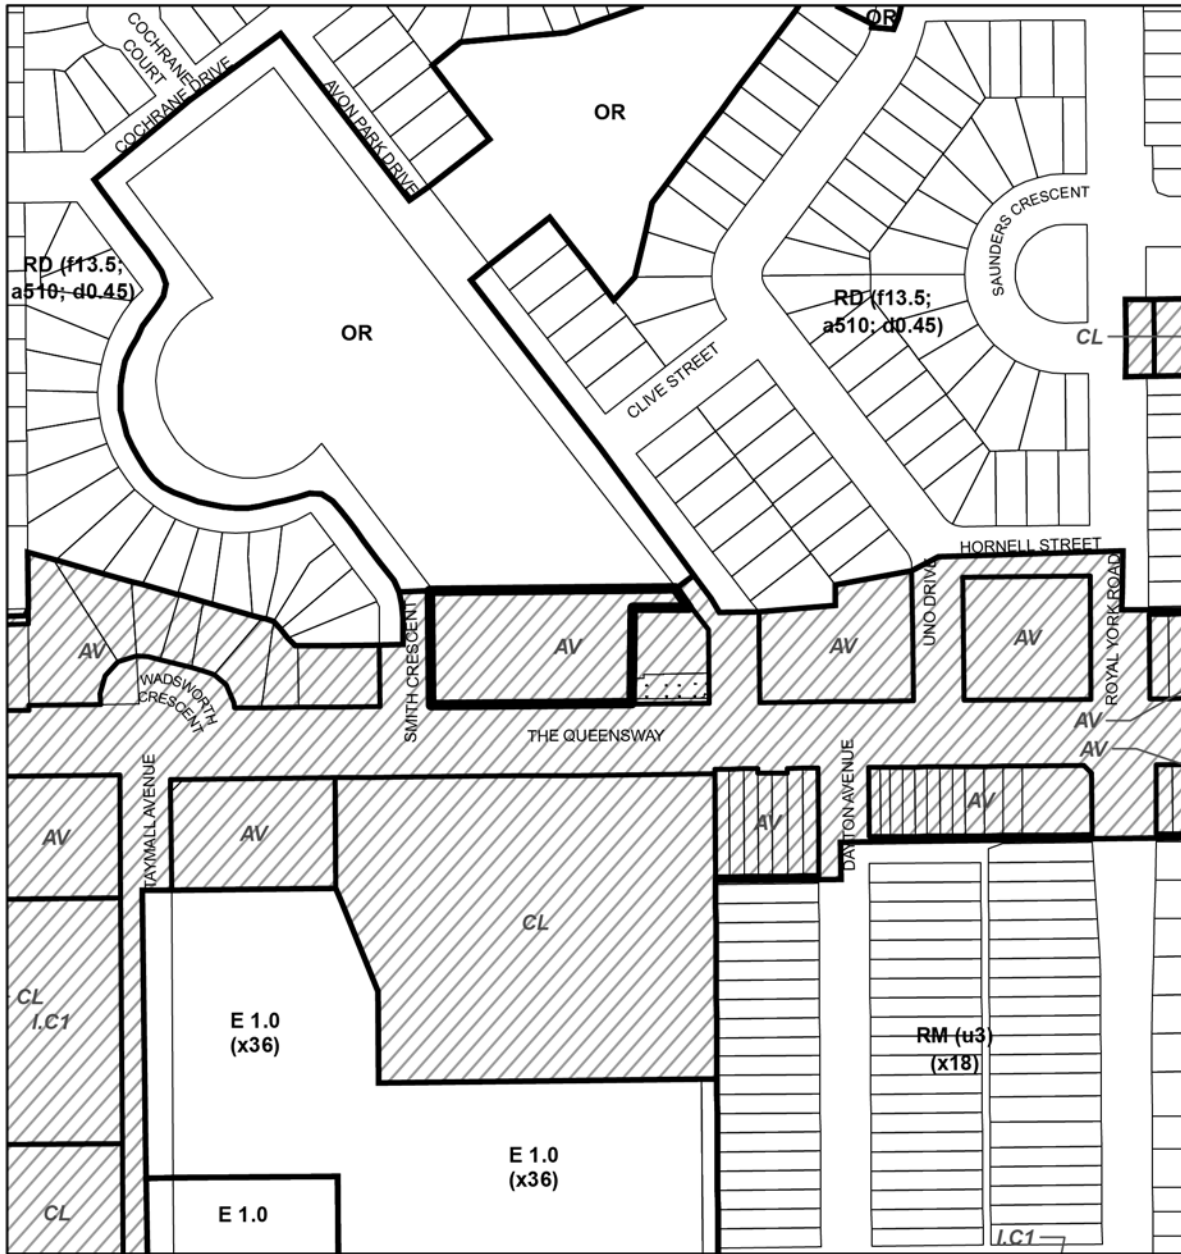 COCHRANE
COURT
COCHRANE DRIVE
AVON PARK DRIVE
OR
OR
SAUNDERS CRESCENT
RD (f13.5;
a510; d0.45)
OR
RD (f13.5;
a510; d0.45)
CL
CLIVE STREET
HORNELL STREET
UNO DRIVE
ROYAL YORK ROAD
SMITH CRESCENT
AV
AV
AV
AV
WADSWORTH
CRESCENT
THE QUEENSWAY
AV
AV
TAYMALL AVENUE
DAYTON AVENUE
AV
AV
AV
AV
CL
CL
I.C1
E 1.0
(x36)
RM (u3)
(x18)
E 1.0
(x36)
CL
E 1.0
I.C1